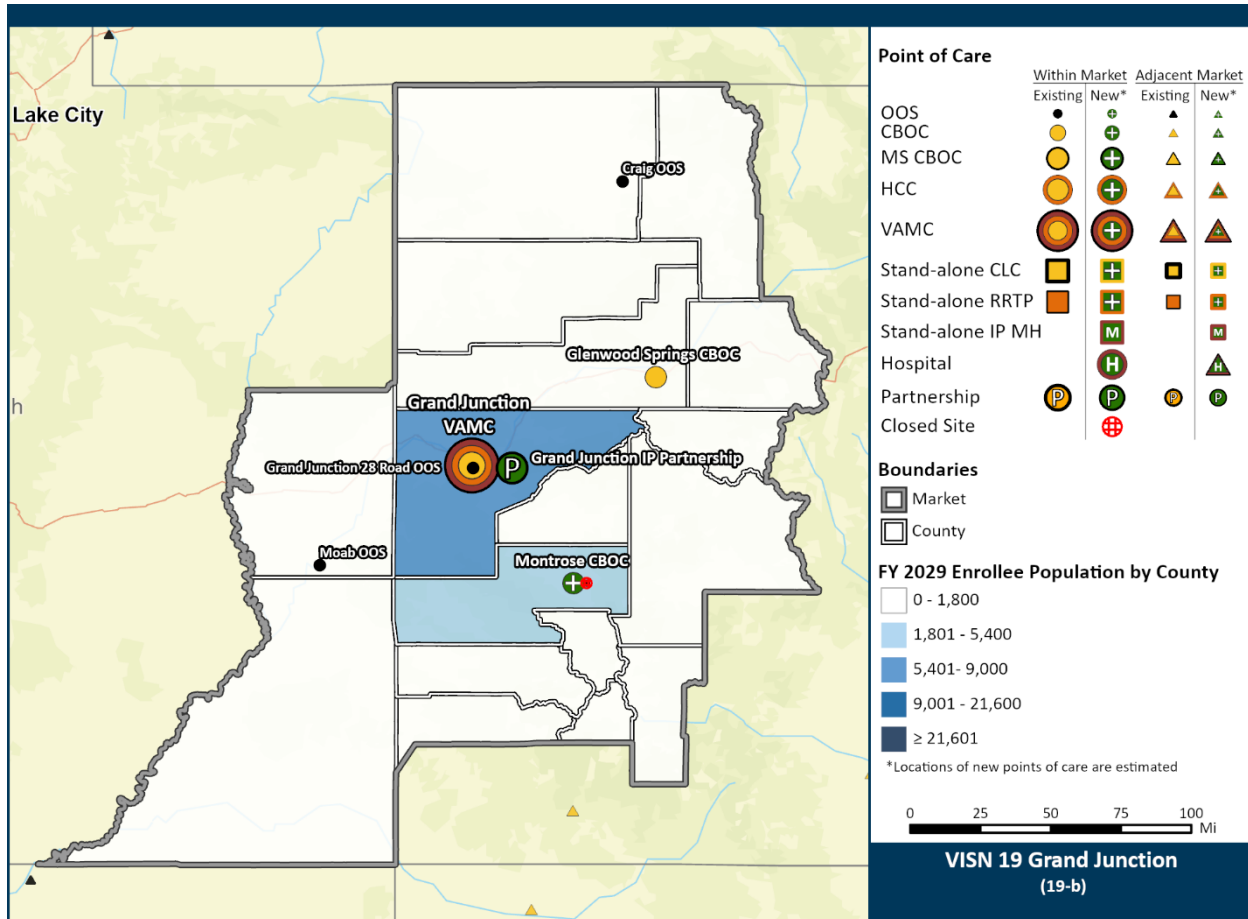 Lake City
h
Craig OOS
Glenwood Springs CBOC
Grand Junction
VAMC
Grand Junction 28 Road OOS
P
Grand Junction IP Partnership
Moab OOS
Montrose CBOC
Point of Care
Within Market Adjacent Market
Existing New* Existing New*
OOS
CBOC
MS CBOC
HCC
VAMC
Stand-alone CLC
Stand-alone RRTP
Stand-alone IP MH M M
Hospital H H
Partnership P P P P
Closed Site
Boundaries
Market
County
FY 2029 Enrollee Population by County
0 - 1,800
1,801 - 5,400
5,401- 9,000
9,001 - 21,600
≥ 21,601
*Locations of new points of care are estimated
0 25 50 75 100
Mi
VISN 19 Grand Junction
(19-b)